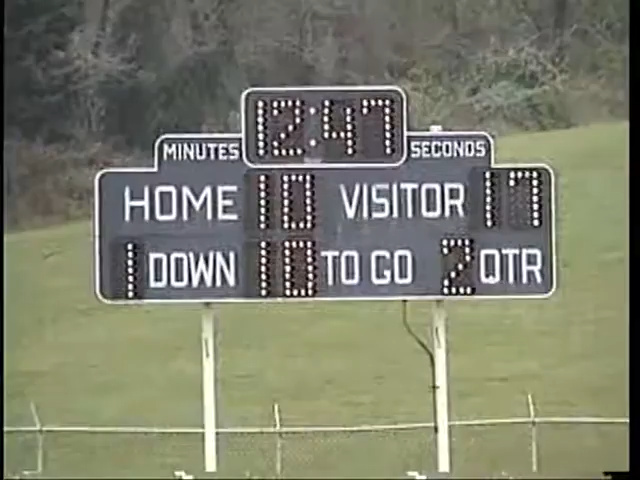 12:47
MINUTES SECONDS
HOME 10 VISITOR 17
1 DOWN 10 TO GO 2 QTR